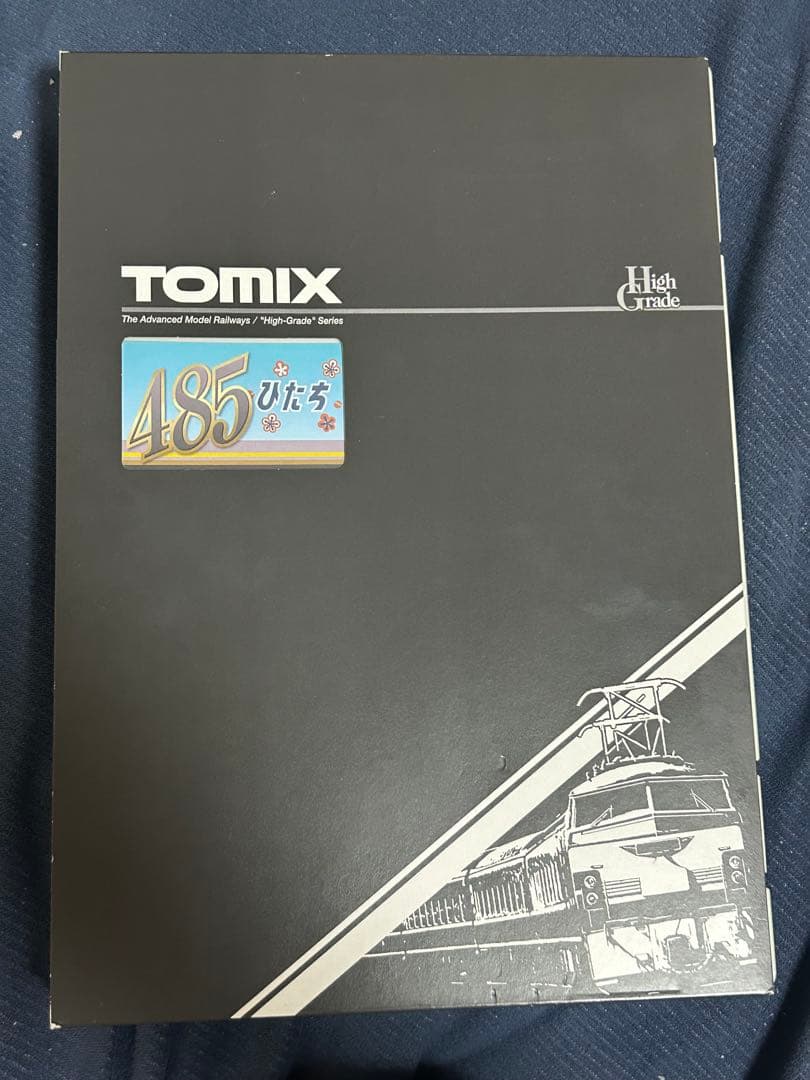 TOMIX
High
Grade
The Advanced Model Railways / "High-Grade" Series
485 ひたち